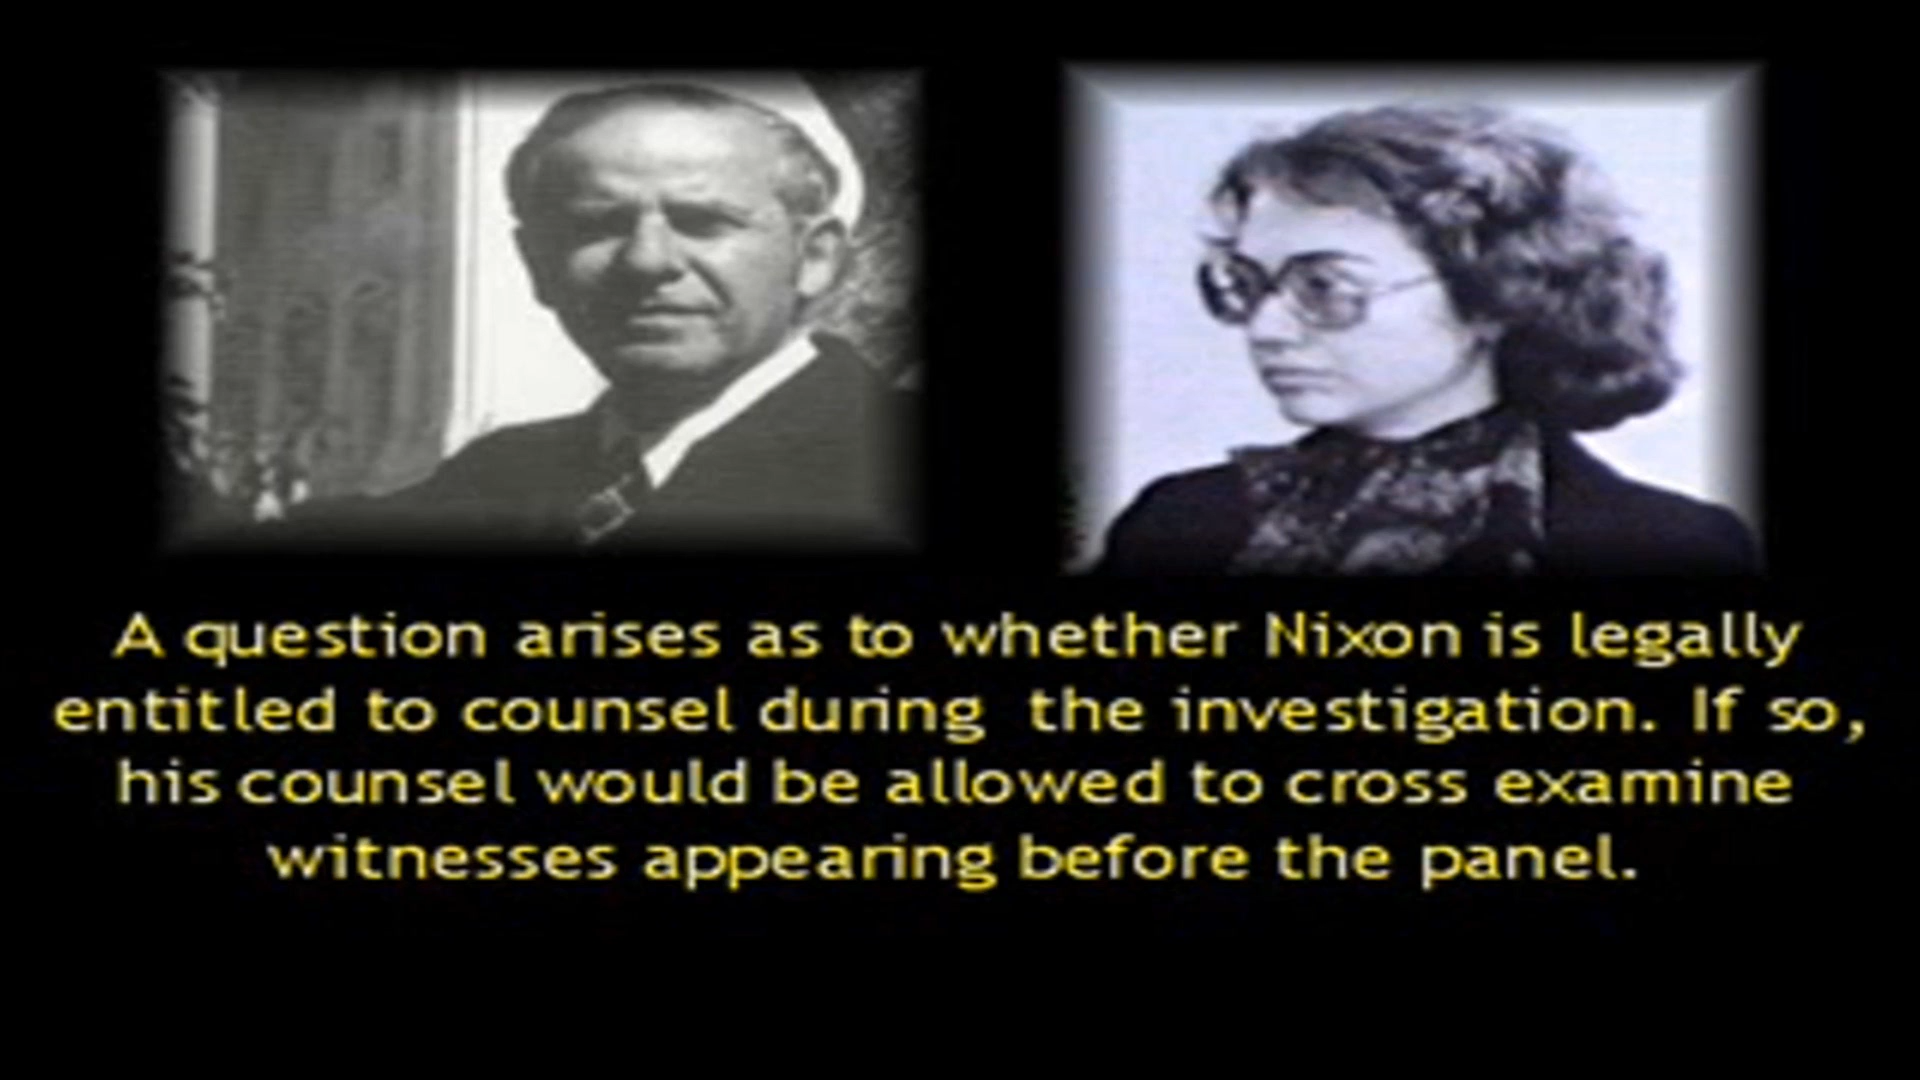 A question arises as to whether Nixon is legally
entitled to counsel during the investigation. If so,
his counsel would be allowed to cross examine
witnesses appearing before the panel.